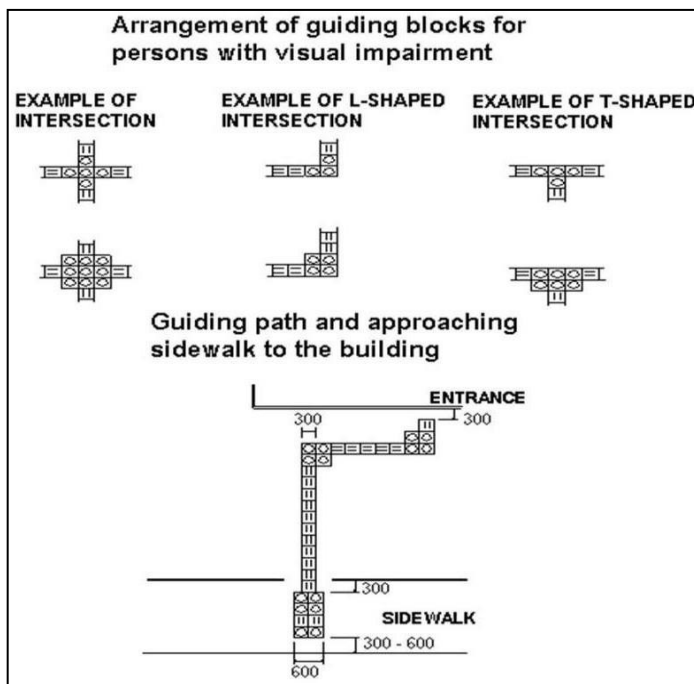 Arrangement of guiding blocks for
persons with visual impairment
EXAMPLE OF
INTERSECTION
EXAMPLE OF L-SHAPED
INTERSECTION
EXAMPLE OF T-SHAPED
INTERSECTION
Guiding path and approaching
sidewalk to the building
ENTRANCE
300
300
300
SIDEWALK
300 - 600
600